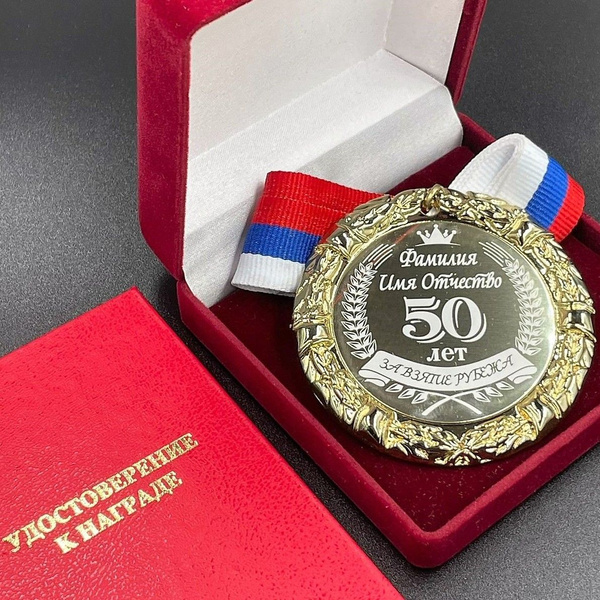 Фамилия
Имя Отчество
50
лет
ЗА ВЗЯТИЕ РУБЕЖА
УДОСТОВЕРЕНИЕ
К НАГРАДЕ